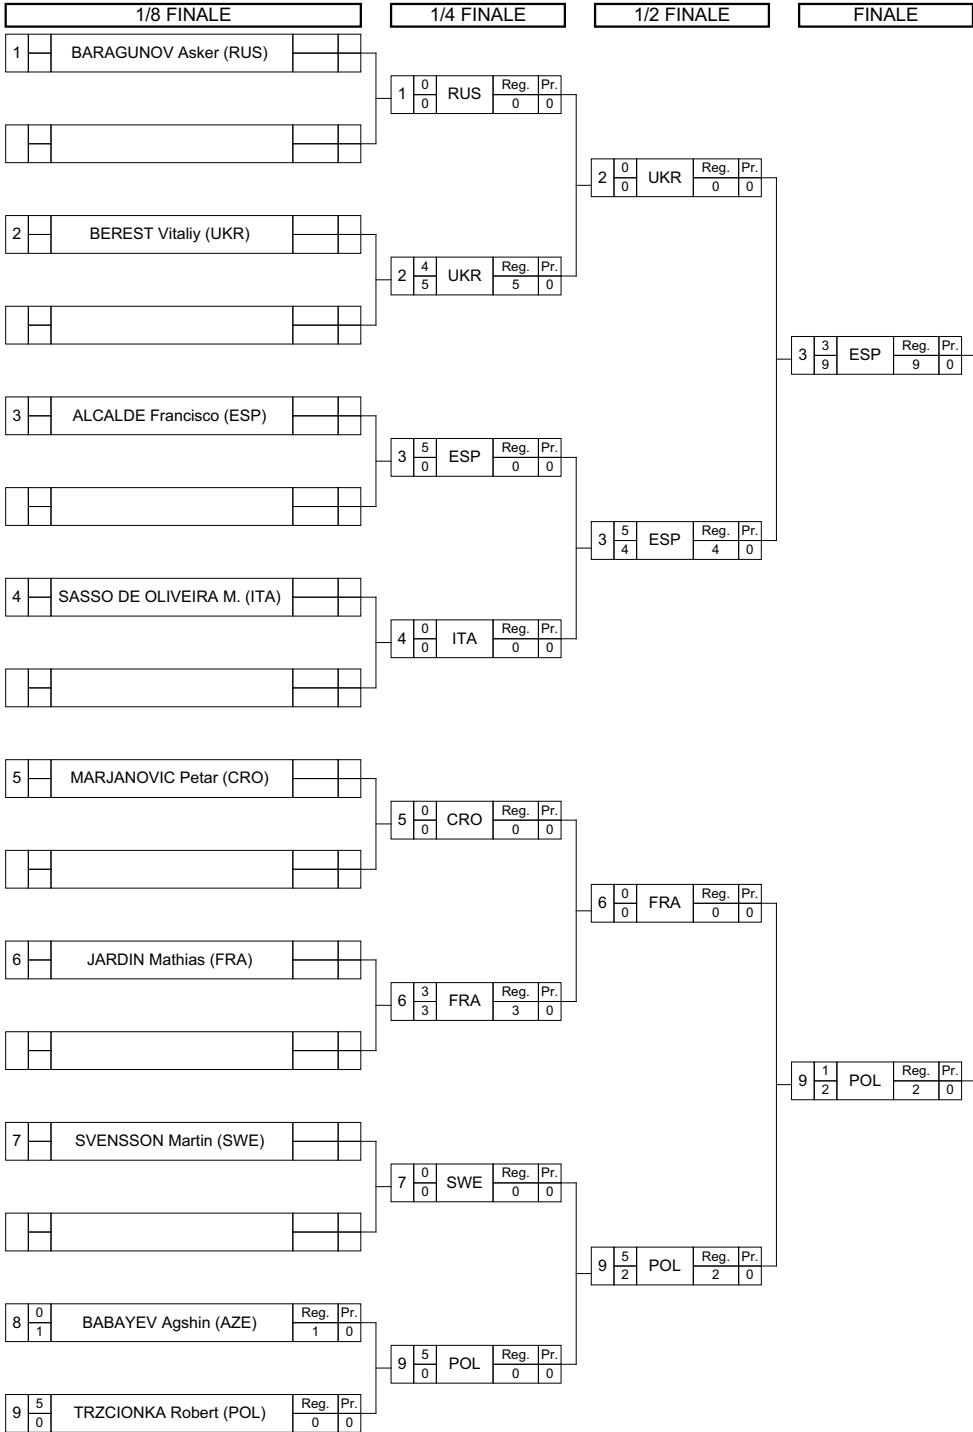 1/8 FINALE 1/4 FINALE 1/2 FINALE FINALE
1 BARAGUNOV Asker (RUS)
1 0 0 RUS Reg. Pr. 0 0
2 0 0 UKR Reg. Pr. 0 0
2 BEREST Vitaliy (UKR)
2 4 5 UKR Reg. Pr. 5 0
3 3 9 ESP Reg. Pr. 9 0
3 ALCALDE Francisco (ESP)
3 5 0 ESP Reg. Pr. 0 0
3 5 4 ESP Reg. Pr. 4 0
4 SASSO DE OLIVEIRA M. (ITA)
4 0 0 ITA Reg. Pr. 0 0
5 MARJANOVIC Petar (CRO)
5 0 0 CRO Reg. Pr. 0 0
6 0 0 FRA Reg. Pr. 0 0
6 JARDIN Mathias (FRA)
6 3 3 FRA Reg. Pr. 3 0
9 1 2 POL Reg. Pr. 2 0
7 SVENSSON Martin (SWE)
7 0 0 SWE Reg. Pr. 0 0
9 5 2 POL Reg. Pr. 2 0
8 0 1 BABAYEV Agshin (AZE) Reg. Pr. 1 0
9 5 0 POL Reg. Pr. 0 0
9 5 0 TRZCIONKA Robert (POL) Reg. Pr. 0 0